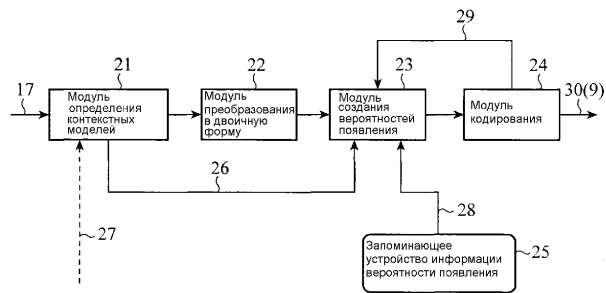 29
21
22
23
24
17
Модуль
определения
контекстных
моделей
Модуль
преобразования
в двоичную
форму
Модуль
создания
вероятностей
появления
Модуль
кодирования
30(9)
26
27
28
25
Запоминающее
устройство информации
вероятности появления